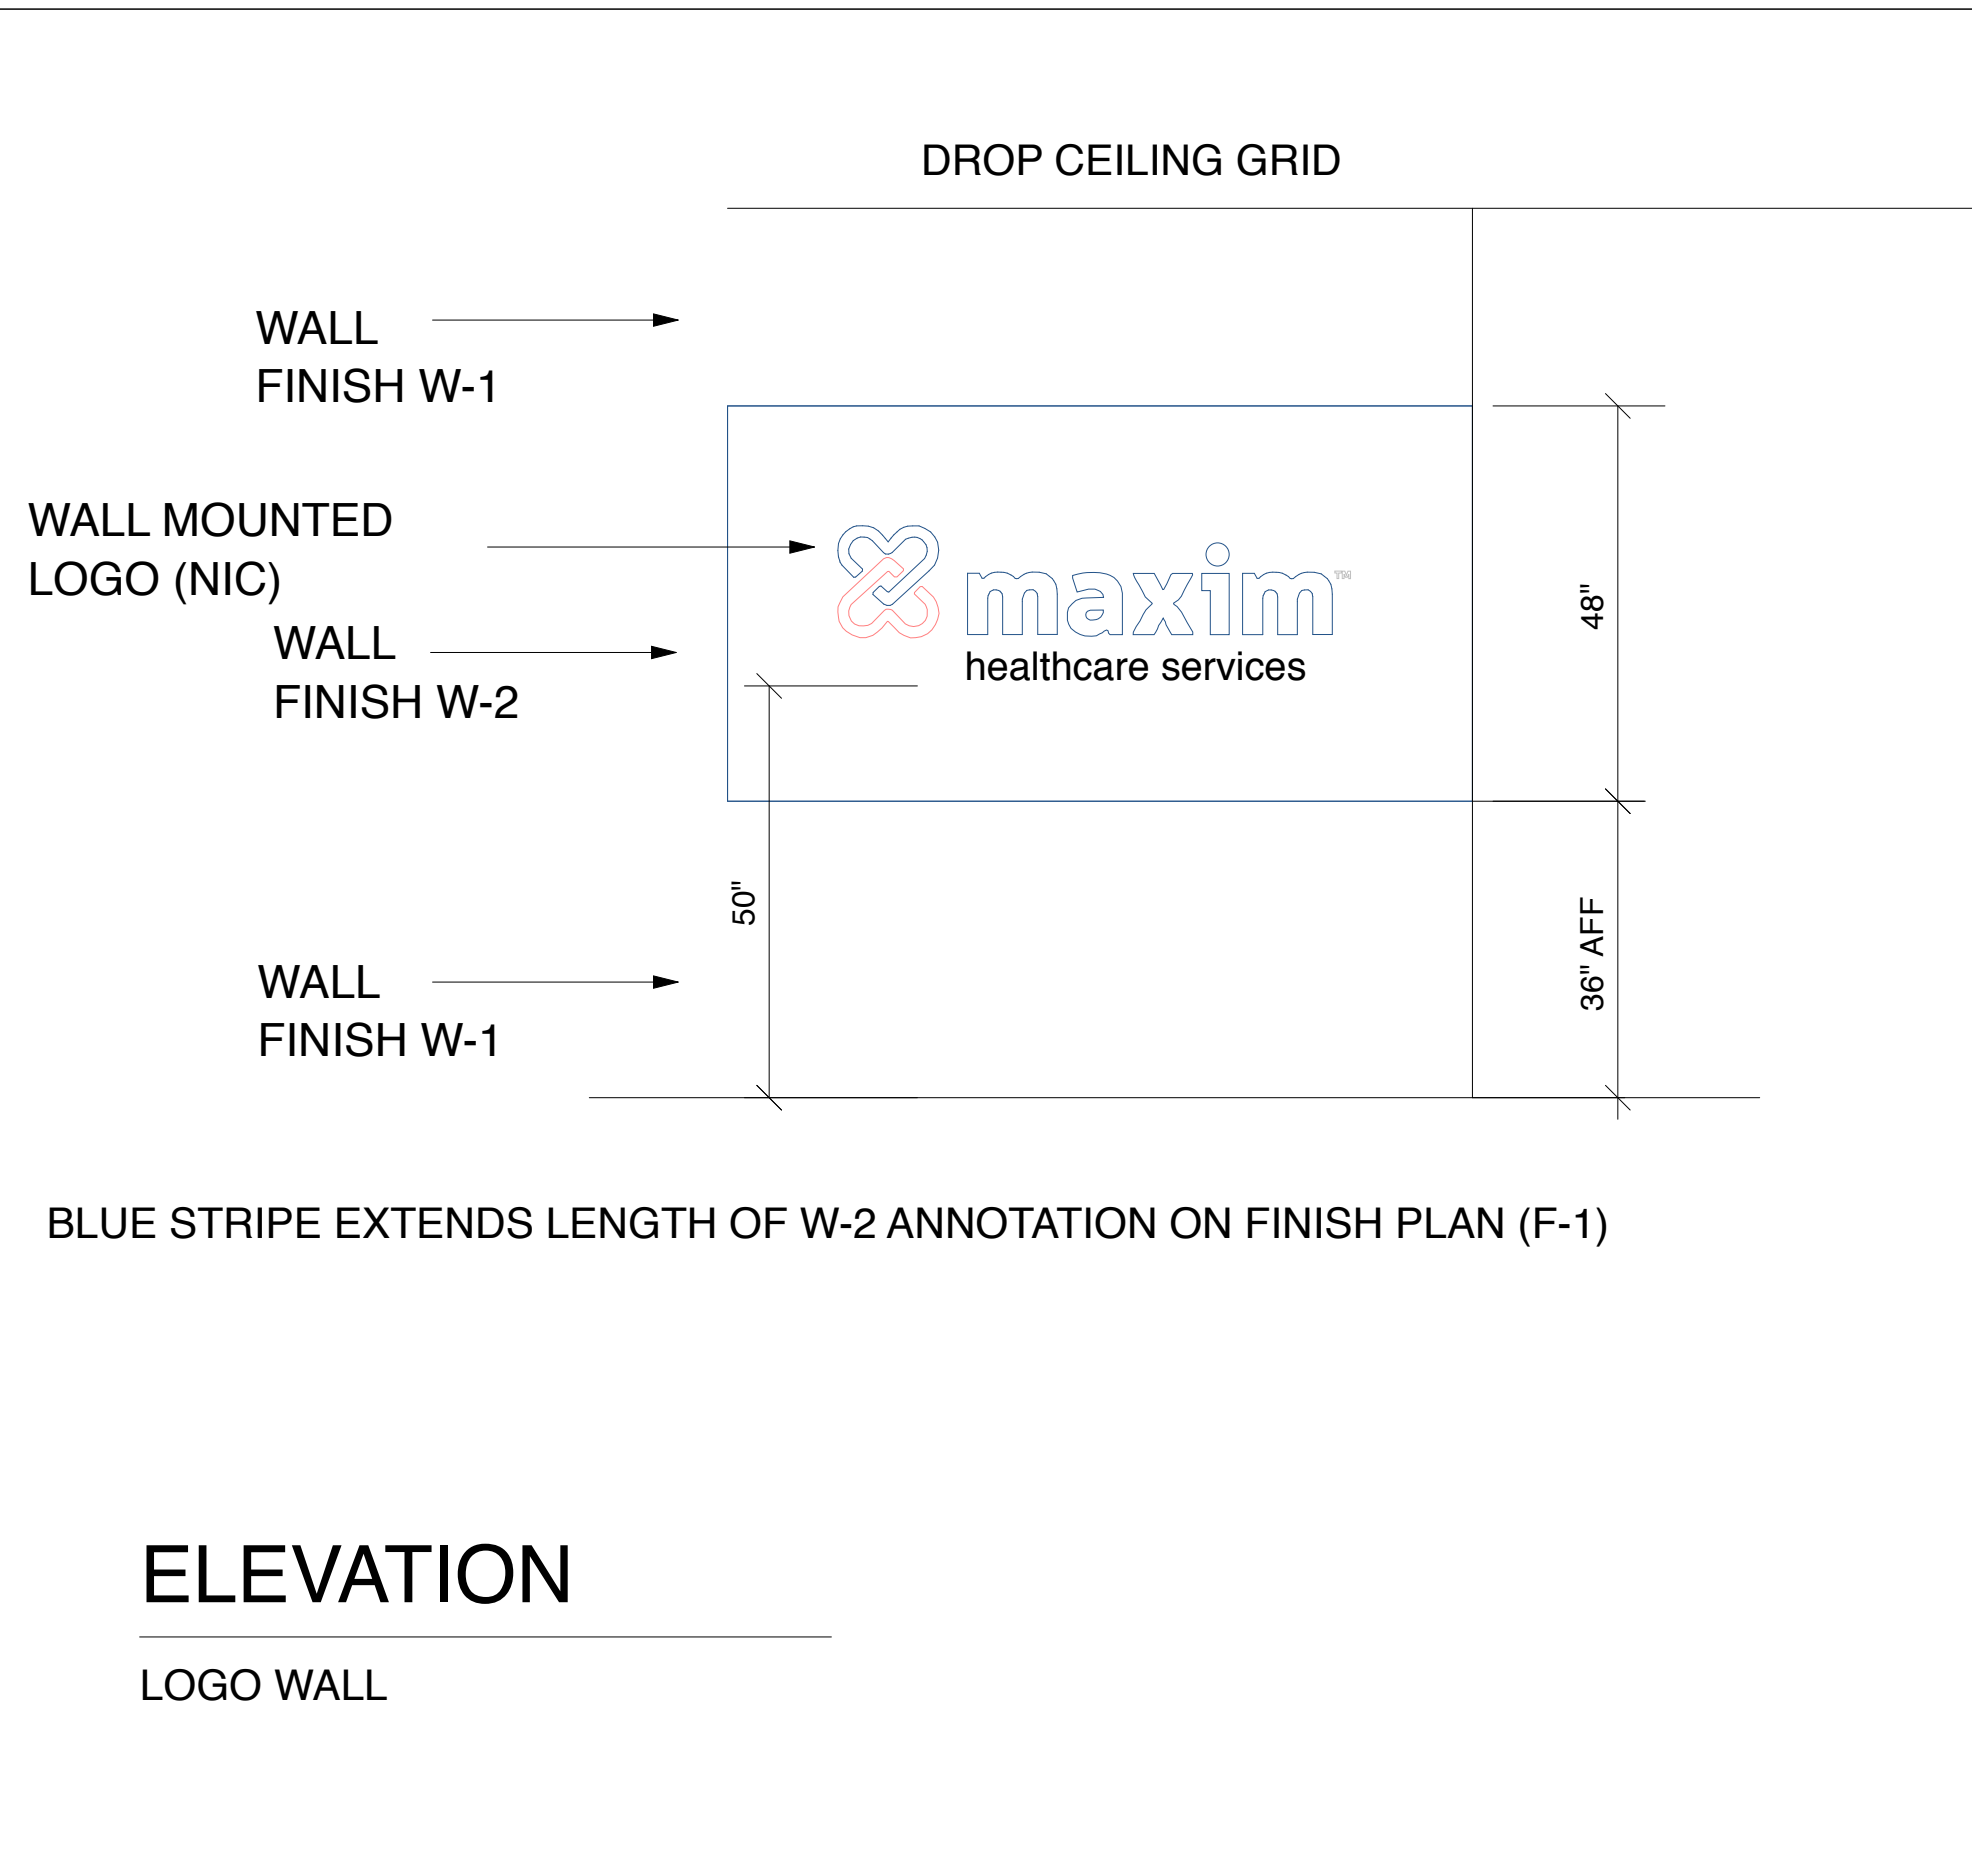 DROP CEILING GRID
WALL
FINISH W-1
WALL MOUNTED
LOGO (NIC)
maxim™
healthcare services
48"
WALL
FINISH W-2
50"
36" AFF
WALL
FINISH W-1
BLUE STRIPE EXTENDS LENGTH OF W-2 ANNOTATION ON FINISH PLAN (F-1)
ELEVATION
LOGO WALL